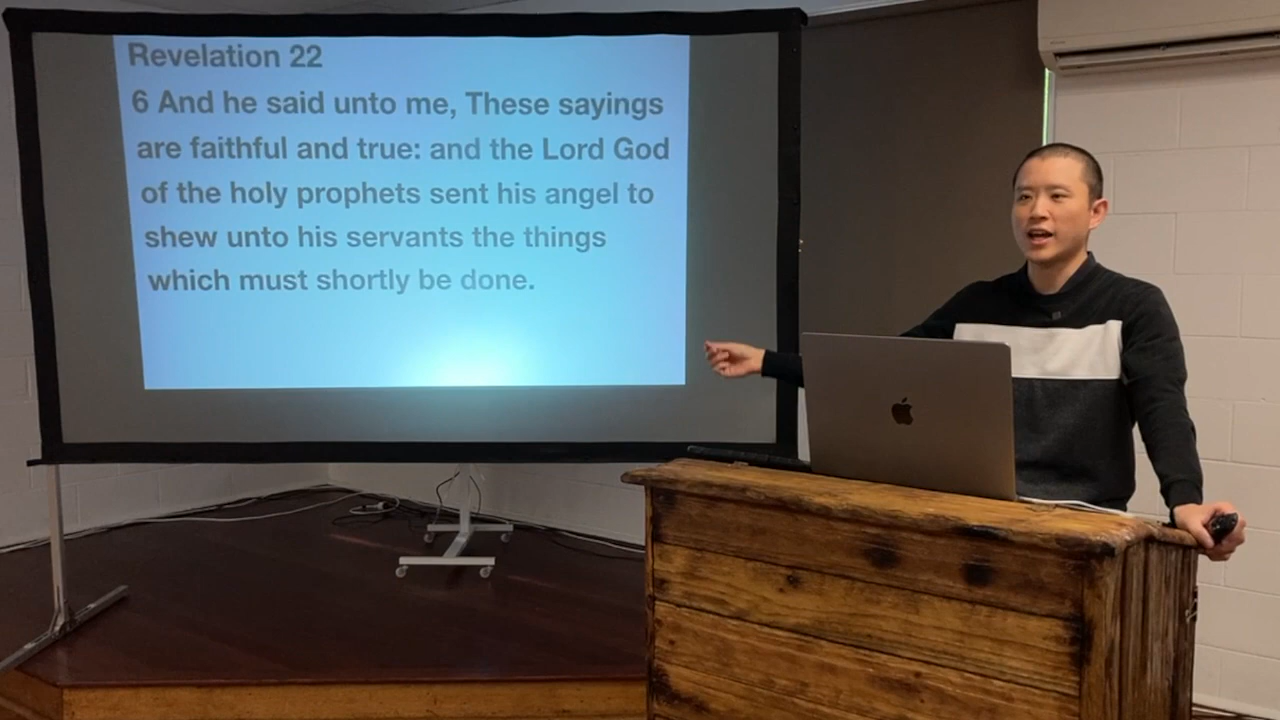 Revelation 22
6 And he said unto me, These sayings
are faithful and true: and the Lord God
of the holy prophets sent his angel to
shew unto his servants the things
which must shortly be done.